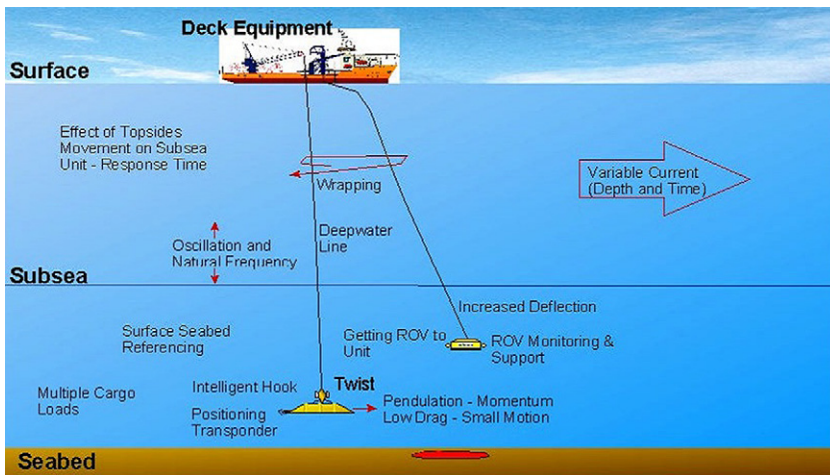 Deck Equipment
Surface
Effect of Topsides
Movement on Subsea
Unit - Response Time
Wrapping
Variable Current
(Depth and Time)
Deepwater
Line
Oscillation and
Natural Frequency
Subsea
Increased Deflection
Surface Seabed
Referencing
Getting ROV to
Unit
ROV Monitoring &
Support
Multiple Cargo
Loads
Intelligent Hook
Twist
Positioning
Transponder
Pendulation - Momentum
Low Drag - Small Motion
Seabed